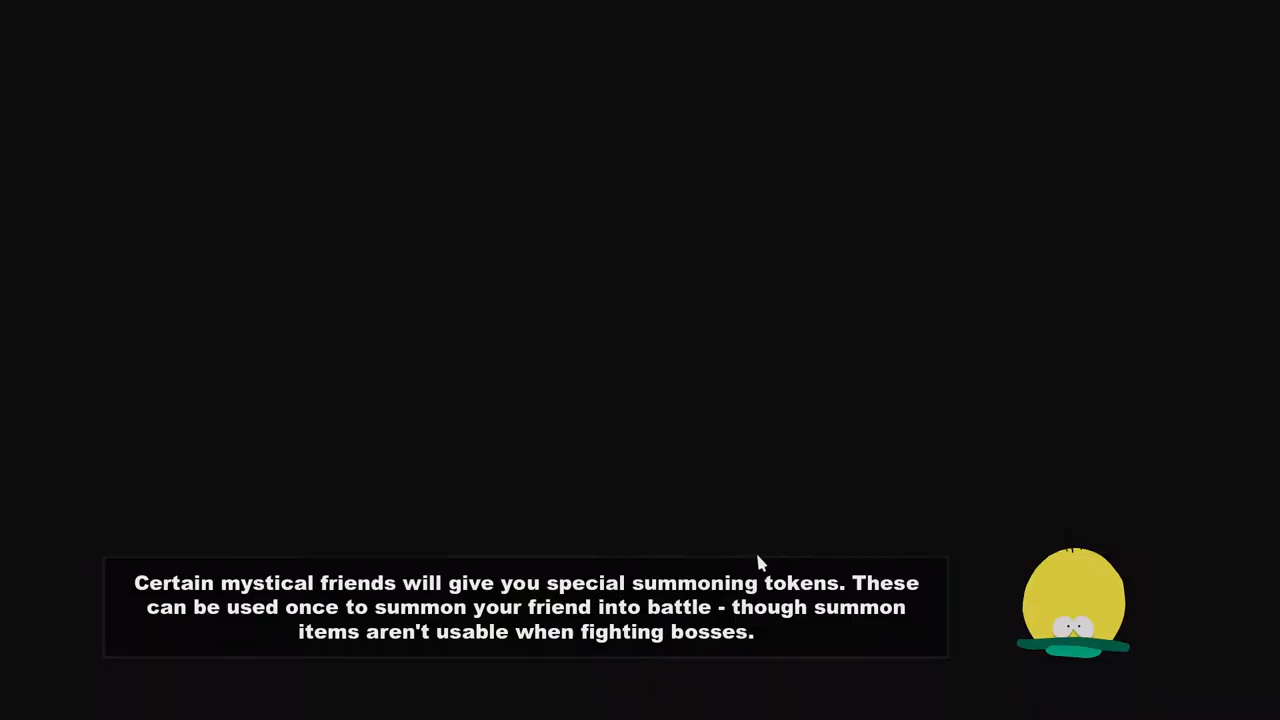 Certain mystical friends will give you special summoning tokens. These
can be used once to summon your friend into battle - though summon
items aren't usable when fighting bosses.